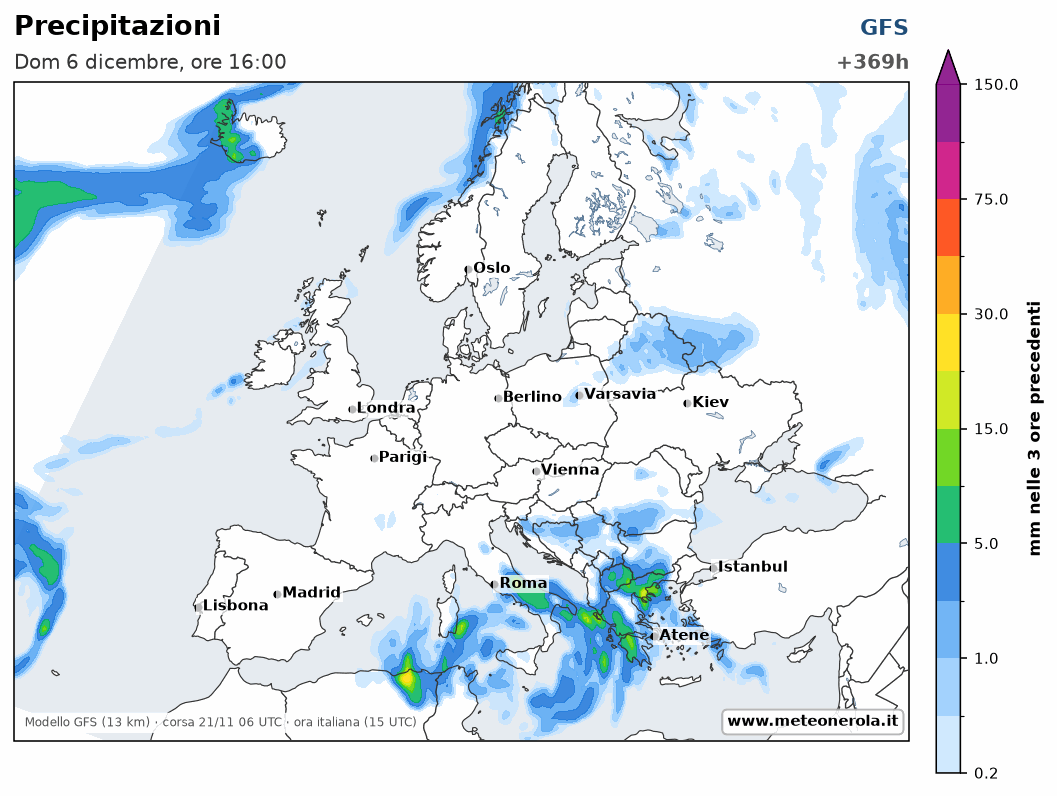 Precipitazioni
GFS
Dom 6 dicembre, ore 16:00
+369h
150.0
75.0
30.0
15.0
5.0
1.0
0.2
mm nelle 3 ore precedenti
Oslo
Berlino
Varsavia
Kiev
Londra
Parigi
Vienna
Istanbul
Roma
Madrid
Lisbona
Atene
Modello GFS (13 km) · corsa 21/11 06 UTC · ora italiana (15 UTC)
www.meteonerola.it